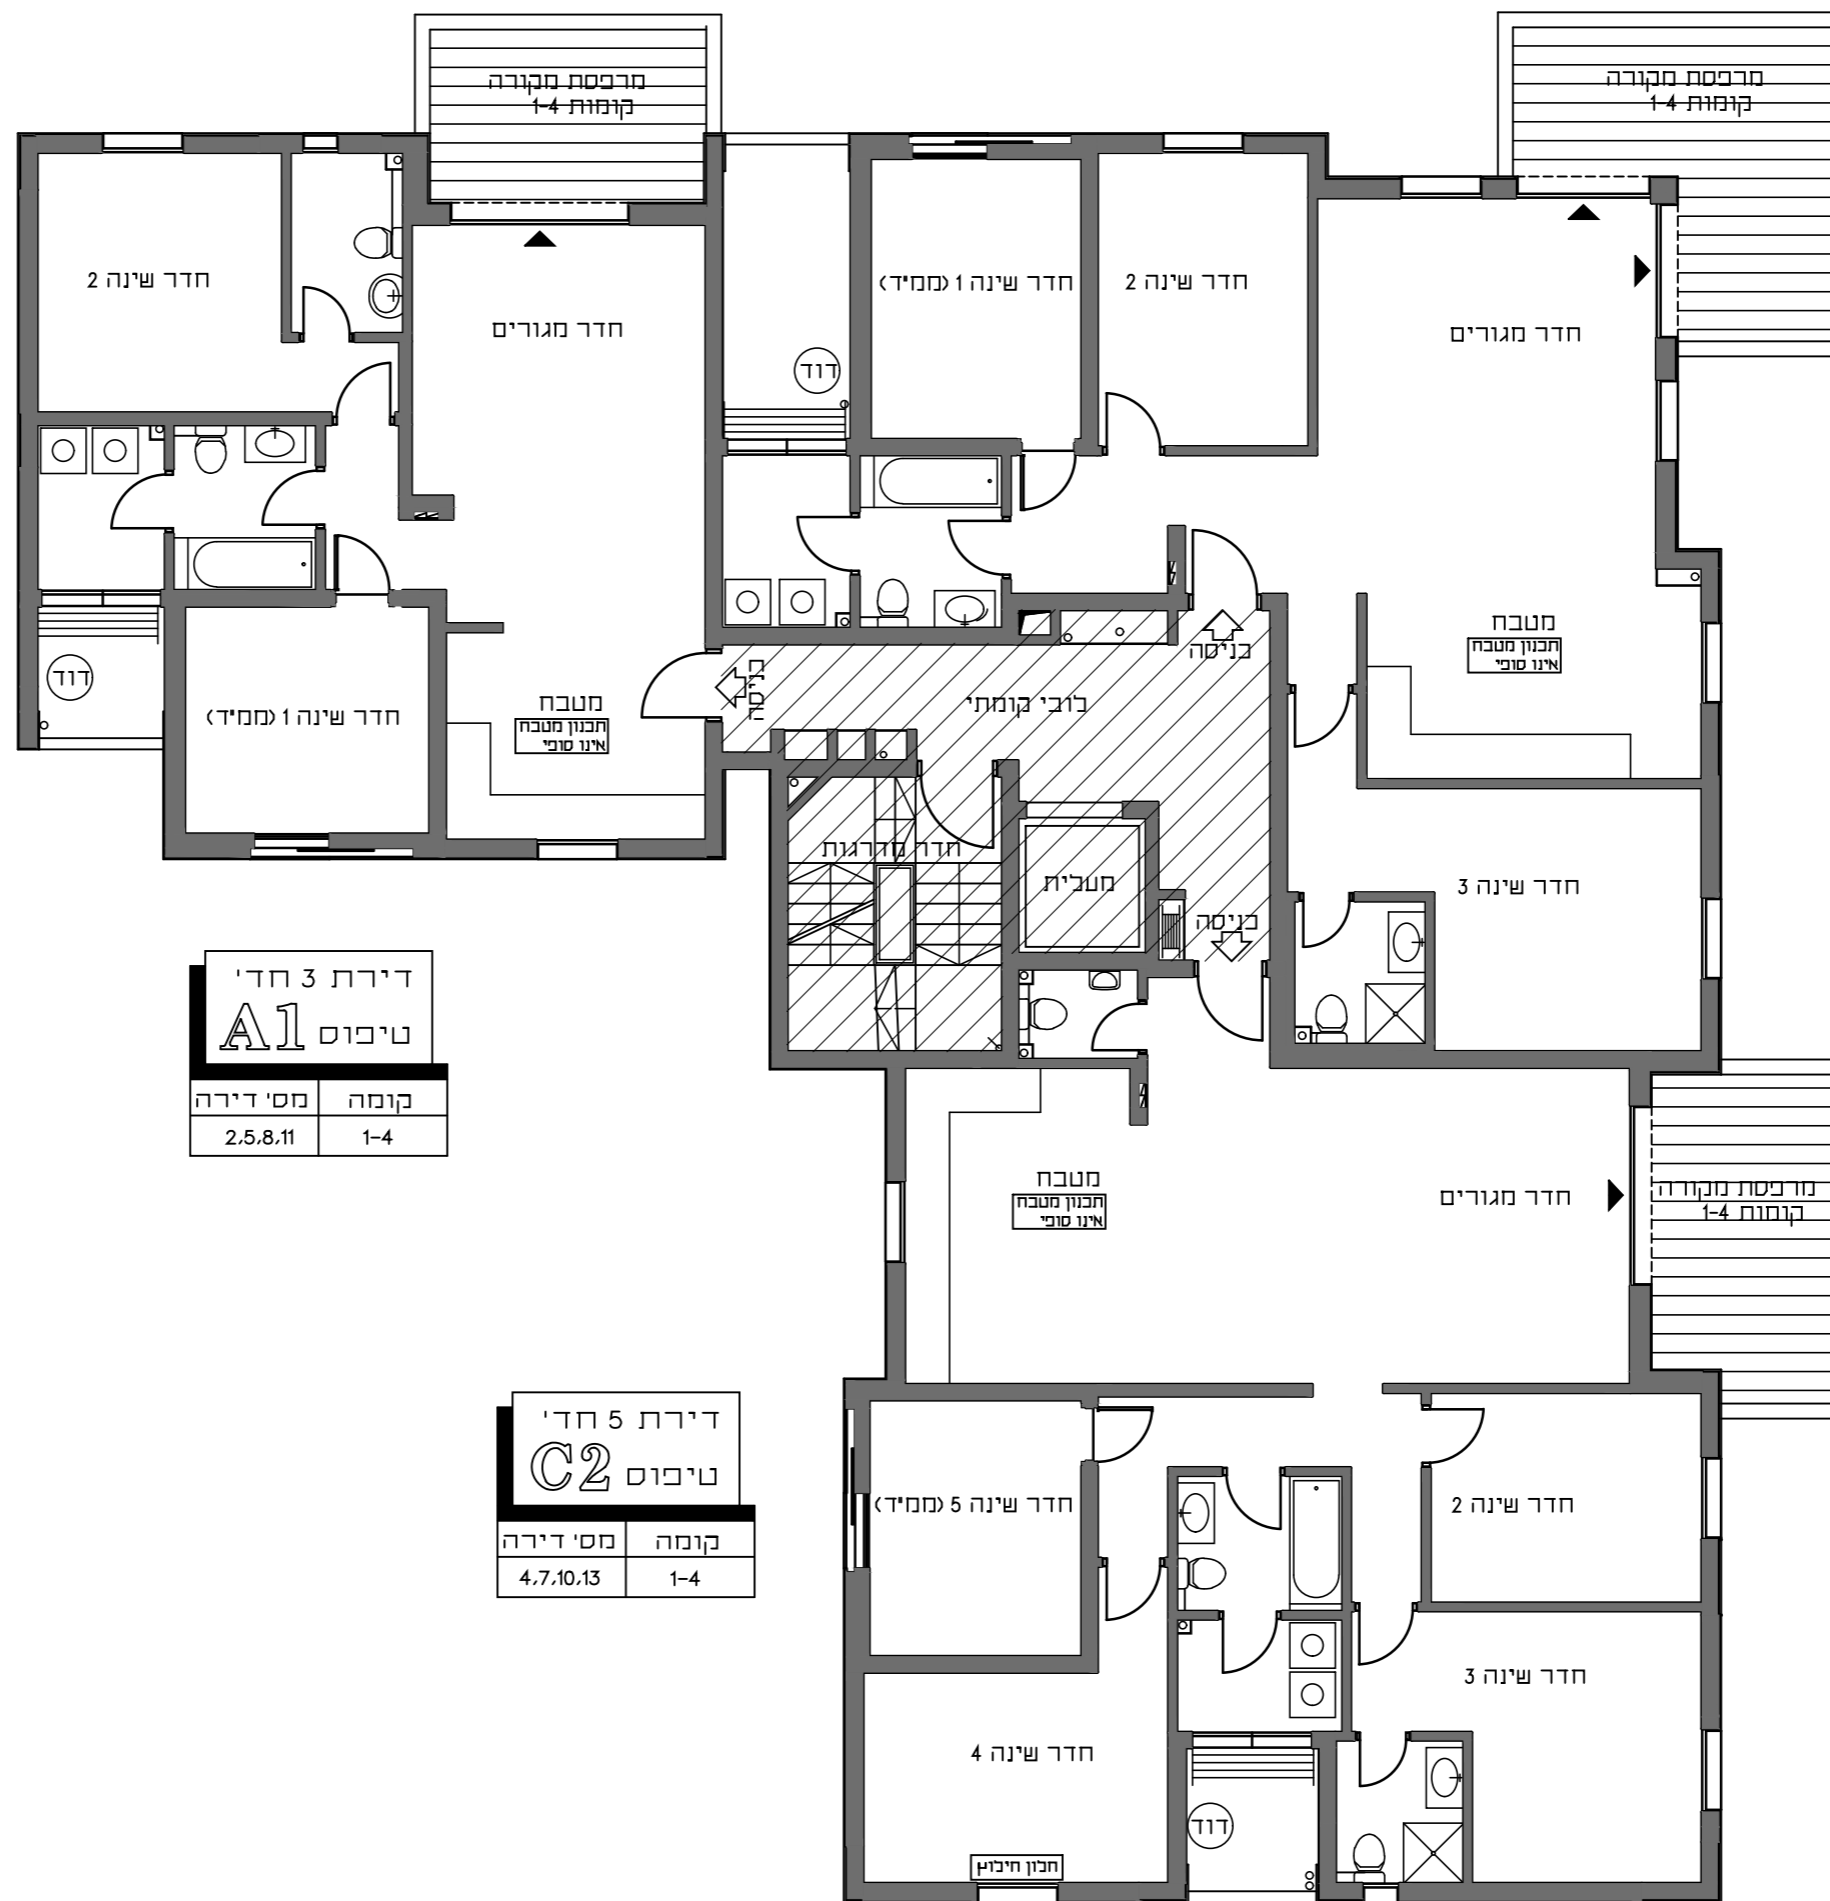 מרפסת מקורה
קומות 1-4
מרפסת מקורה
קומות 1-4
חדר שינה 2
חדר מגורים
חדר שינה 1 (ממ"ד)
חדר שינה 2
חדר מגורים
דוד
דוד
חדר שינה 1 (ממ"ד)
מטבח
תכנון מטבח
אינו סופי
כניסה
לובי קומתי
כניסה
מטבח
תכנון מטבח
אינו סופי
חדר מדרגות
מעלית
כניסה
חדר שינה 3
דירת 3 חד'
טיפוס A1
קומה מס' דירה
1-4 2,5,8,11
מטבח
תכנון מטבח
אינו סופי
חדר מגורים
מרפסת מקורה
קומות 1-4
דירת 5 חד'
טיפוס C2
קומה מס' דירה
1-4 4,7,10,13
חדר שינה 5 (ממ"ד)
חדר שינה 2
חדר שינה 3
חדר שינה 4
דוד
חלון חילוץ